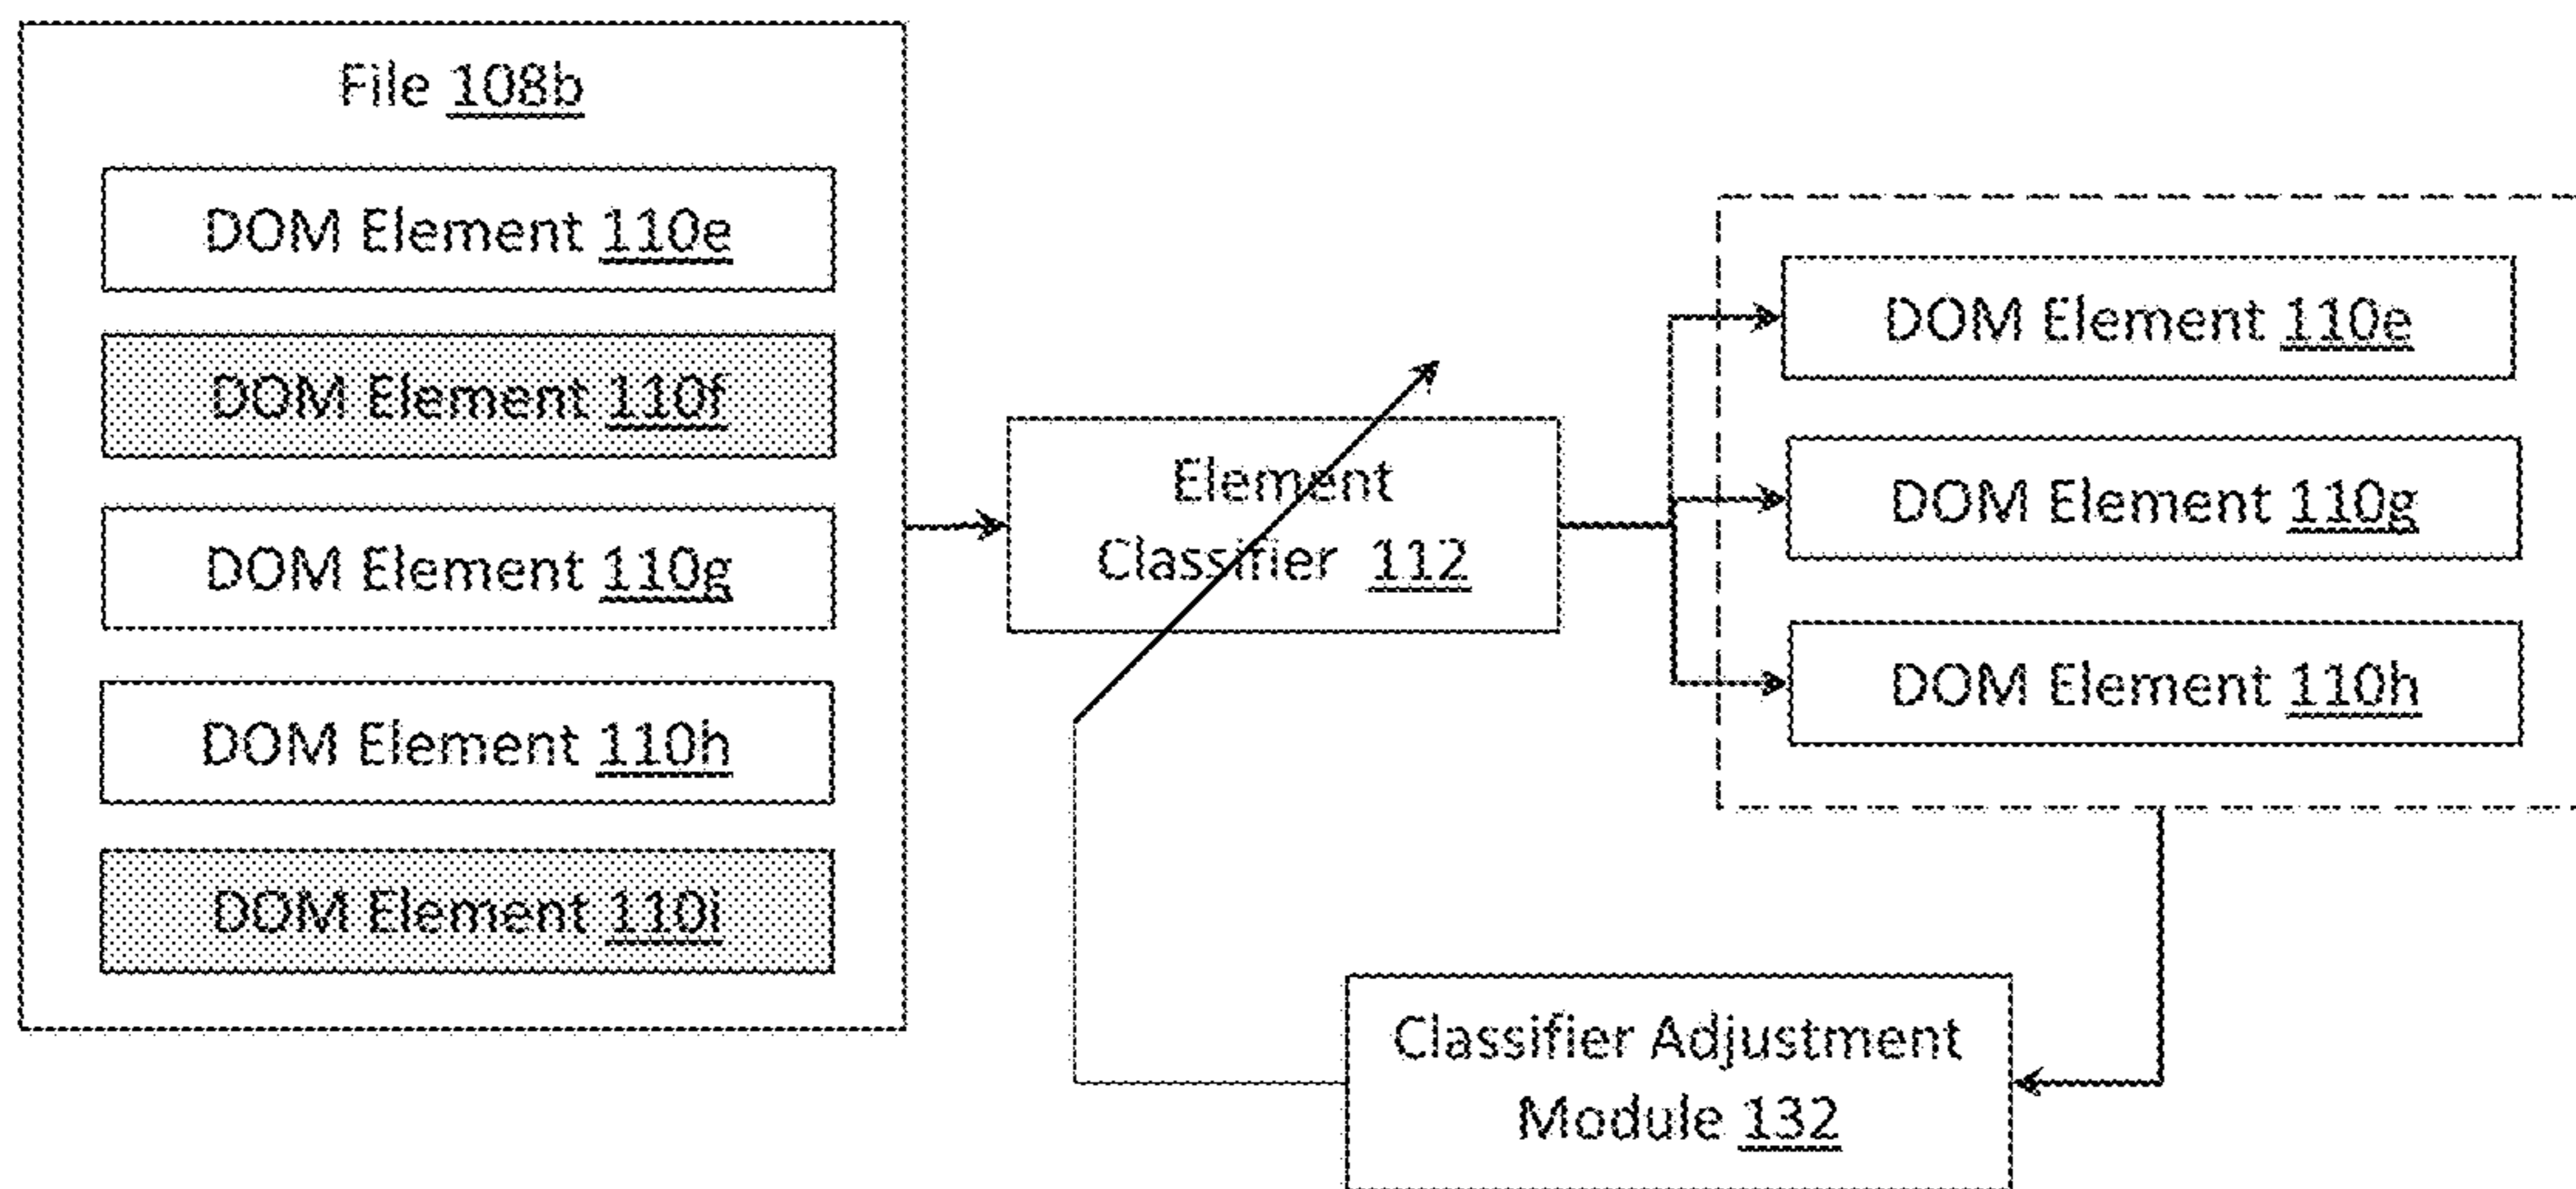 File 108b
DOM Element 110e
DOM Element 110f
DOM Element 110g
DOM Element 110h
DOM Element 110i
Element
Classifier 112
DOM Element 110e
DOM Element 110g
DOM Element 110h
Classifier Adjustment
Module 132